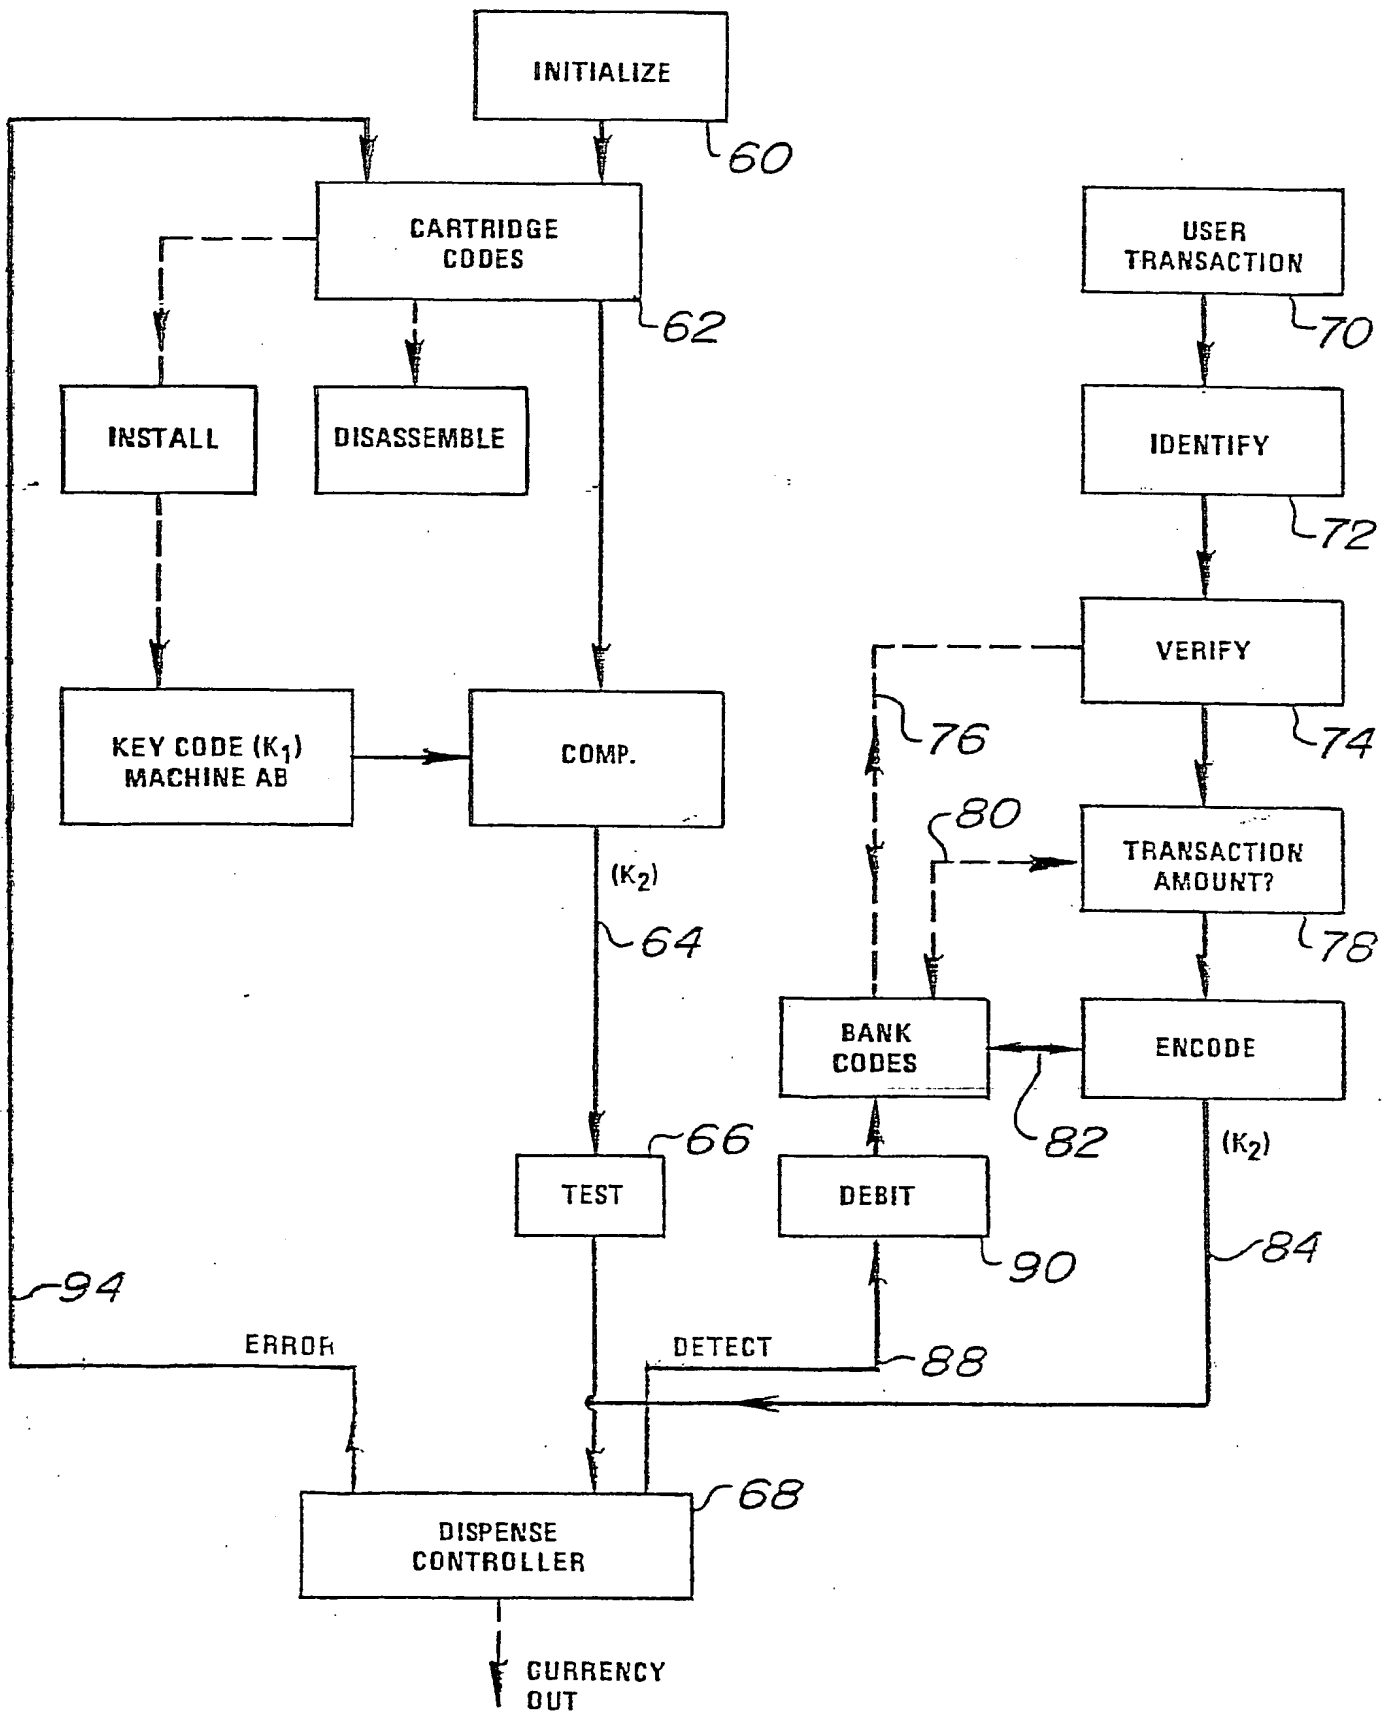 INITIALIZE
60
CARTRIDGE
CODES
62
USER
TRANSACTION
70
INSTALL
DISASSEMBLE
IDENTIFY
72
VERIFY
74
76
KEY CODE (K1)
MACHINE AB
COMP.
80
TRANSACTION
AMOUNT?
78
(K2)
64
BANK
CODES
ENCODE
82
66
(K2)
TEST
DEBIT
90
84
94
ERROR
DETECT
88
68
DISPENSE
CONTROLLER
CURRENCY
OUT